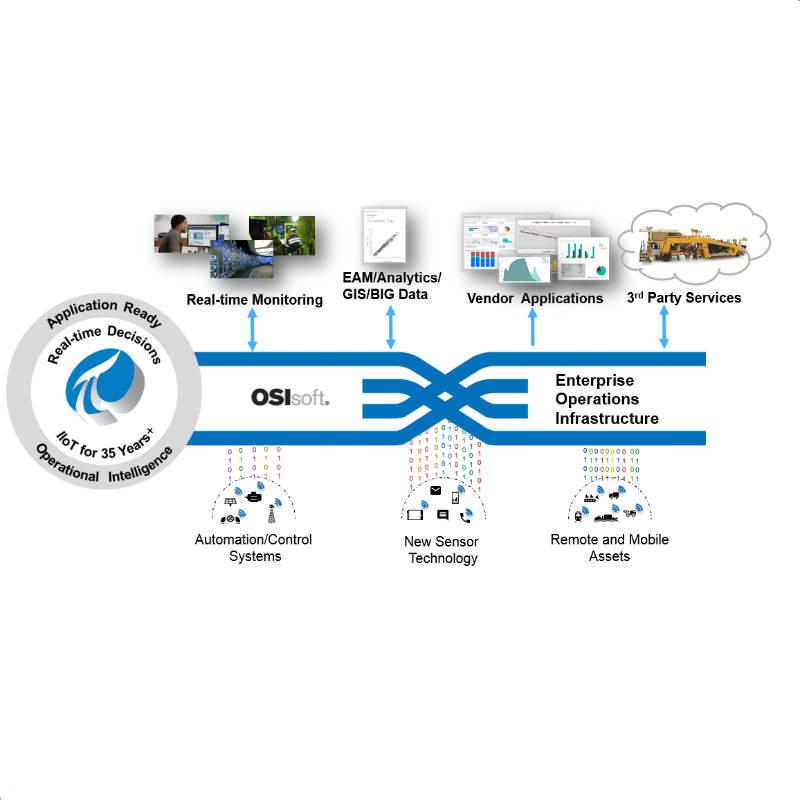 Real-time Monitoring
EAM/Analytics/
GIS/BIG Data
Vendor Applications
3rd Party Services
Application Ready
Real-time Decisions
IIoT for 35 Years+
Operational Intelligence
OSIsoft®
Enterprise
Operations
Infrastructure
Automation/Control
Systems
New Sensor
Technology
Remote and Mobile
Assets